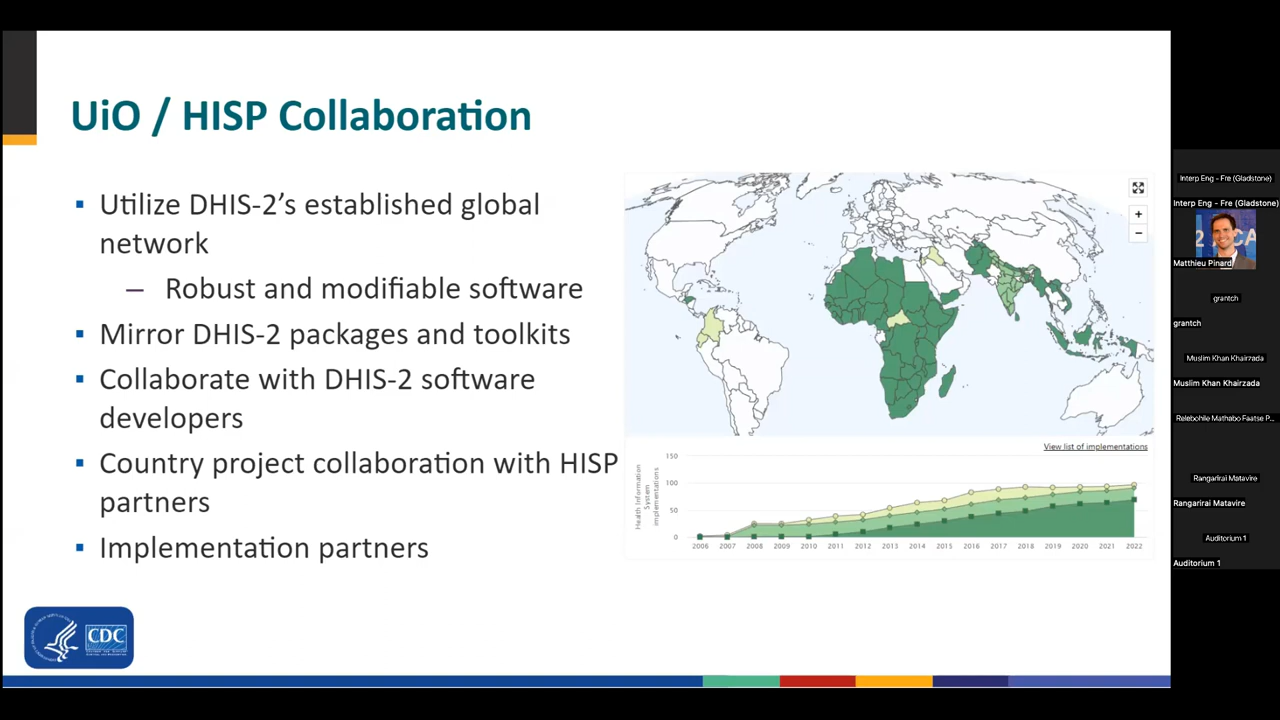 UiO / HISP Collaboration
▪ Utilize DHIS-2’s established global
network
– Robust and modifiable software
▪ Mirror DHIS-2 packages and toolkits
▪ Collaborate with DHIS-2 software
developers
▪ Country project collaboration with HISP
partners
▪ Implementation partners
+
−
View list of implementations
Health Information
System
implementations
150
100
50
0
2006 2007 2008 2009 2010 2011 2012 2013 2014 2015 2016 2017 2018 2019 2020 2021 2022
CDC
Interp Eng - Fre (Gladstone)
Interp Eng - Fre (Gladstone)
Matthieu Pinard
grantch
grantch
Muslim Khan Khairzada
Muslim Khan Khairzada
Relebohile Mathabo Faatse P...
Rangarirai Matavire
Rangarirai Matavire
Auditorium 1
Auditorium 1